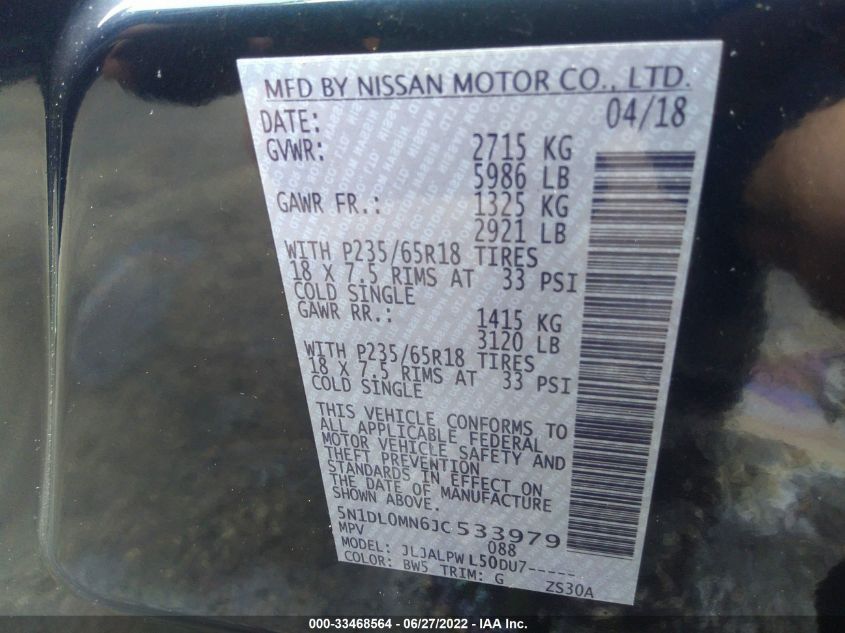 MFD BY NISSAN MOTOR CO., LTD.
DATE: 04/18
GVWR: 2715 KG
5986 LB
GAWR FR.: 1325 KG
2921 LB
WITH P235/65R18 TIRES
18 X 7.5 RIMS AT 33 PSI
COLD SINGLE
GAWR RR.: 1415 KG
3120 LB
WITH P235/65R18 TIRES
18 X 7.5 RIMS AT 33 PSI
COLD SINGLE
THIS VEHICLE CONFORMS TO
ALL APPLICABLE FEDERAL
MOTOR VEHICLE SAFETY AND
THEFT PREVENTION
STANDARDS IN EFFECT ON
THE DATE OF MANUFACTURE
SHOWN ABOVE.
5N1DL0MN6JC533979
MPV 088
MODEL: JLJALPWL50DU7-----
COLOR: BW5 TRIM: G ZS30A
000-33468564 / 06/27/2022 - IAA Inc.